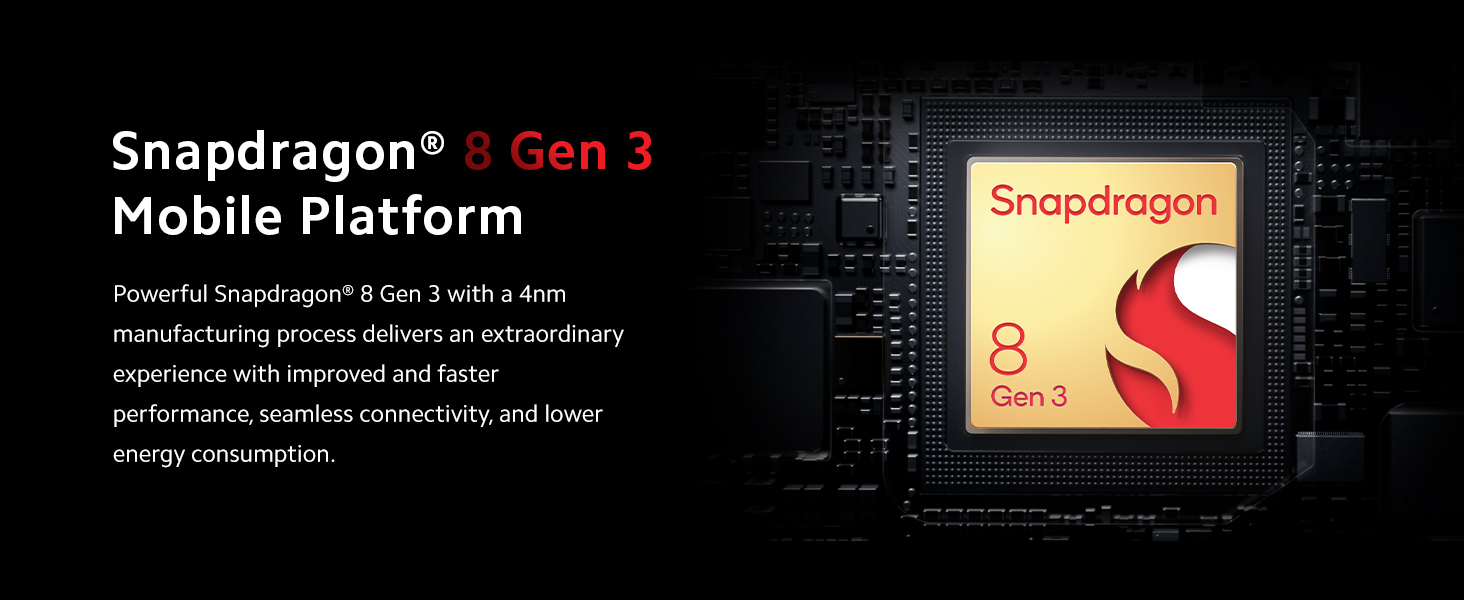 Snapdragon® 8 Gen 3
Mobile Platform
Powerful Snapdragon® 8 Gen 3 with a 4nm
manufacturing process delivers an extraordinary
experience with improved and faster
performance, seamless connectivity, and lower
energy consumption.
Snapdragon
8
Gen 3